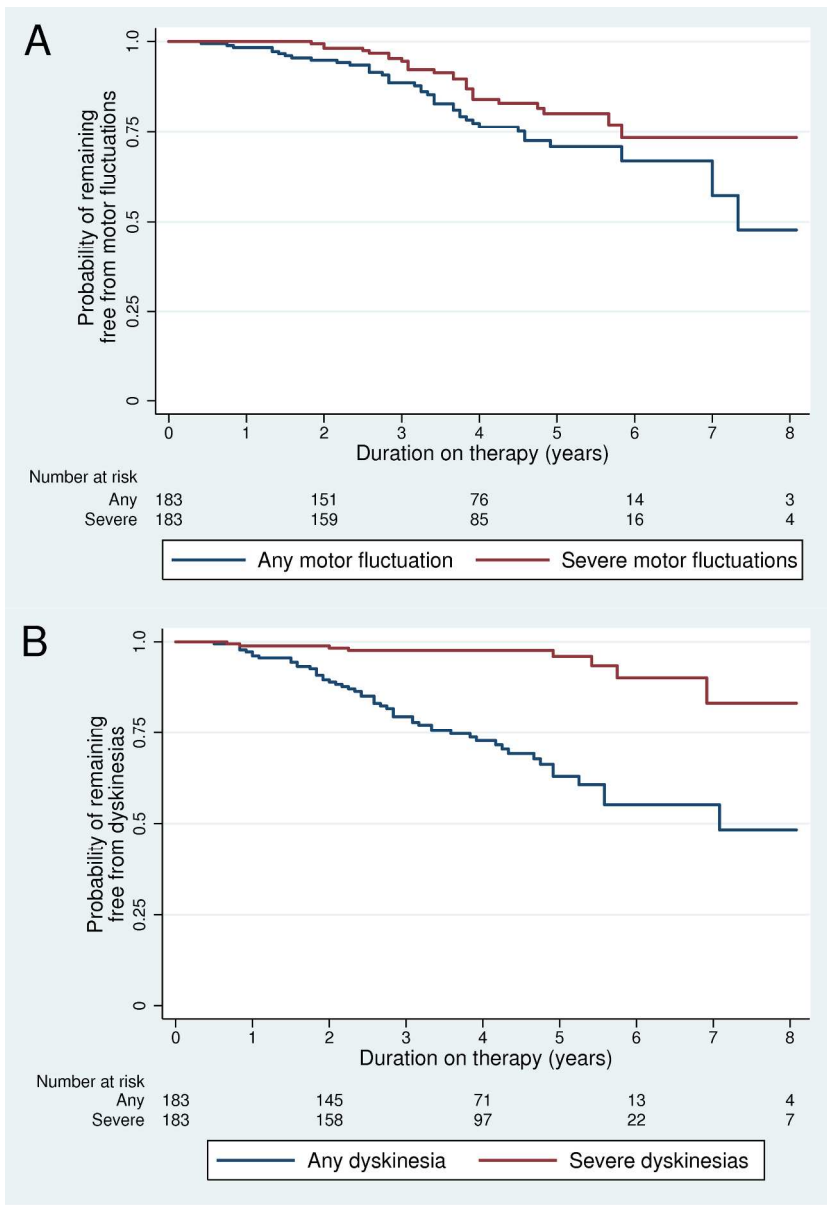 A
Probability of remaining
free from motor fluctuations
1.0
0.75
0.5
0.25
0
0 1 2 3 4 5 6 7 8
Duration on therapy (years)
Number at risk
Any 183 151 76 14 3
Severe 183 159 85 16 4
Any motor fluctuation Severe motor fluctuations
B
Probability of remaining
free from dyskinesias
1.0
0.75
0.5
0.25
0
0 1 2 3 4 5 6 7 8
Duration on therapy (years)
Number at risk
Any 183 145 71 13 4
Severe 183 158 97 22 7
Any dyskinesia Severe dyskinesias